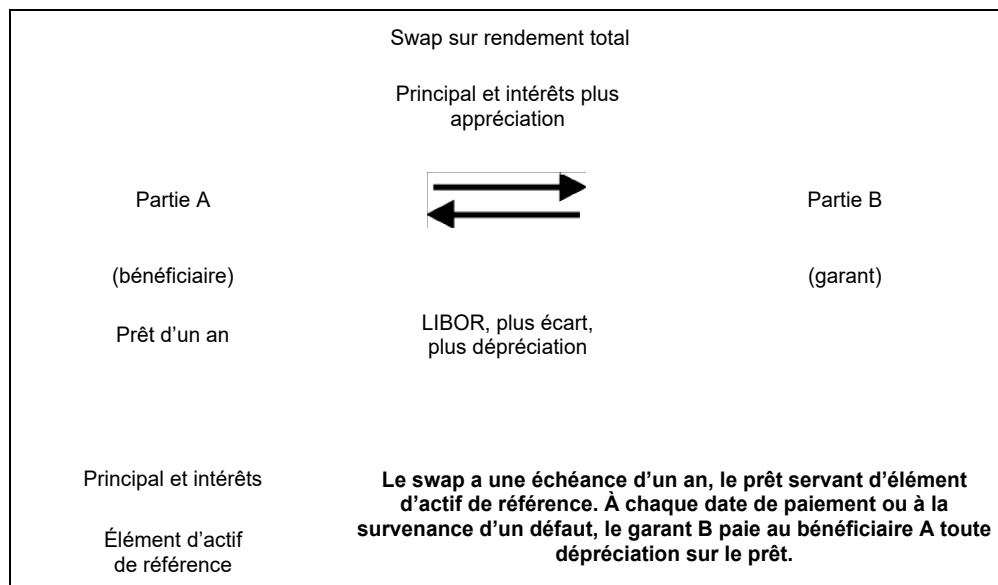 Swap sur rendement total
Principal et intérêts plus
appréciation
Partie A
Partie B
(bénéficiaire)
(garant)
Prêt d’un an
LIBOR, plus écart,
plus dépréciation
Principal et intérêts
Élément d’actif
de référence
Le swap a une échéance d’un an, le prêt servant d’élément
d’actif de référence. À chaque date de paiement ou à la
survenance d’un défaut, le garant B paie au bénéficiaire A toute
dépréciation sur le prêt.